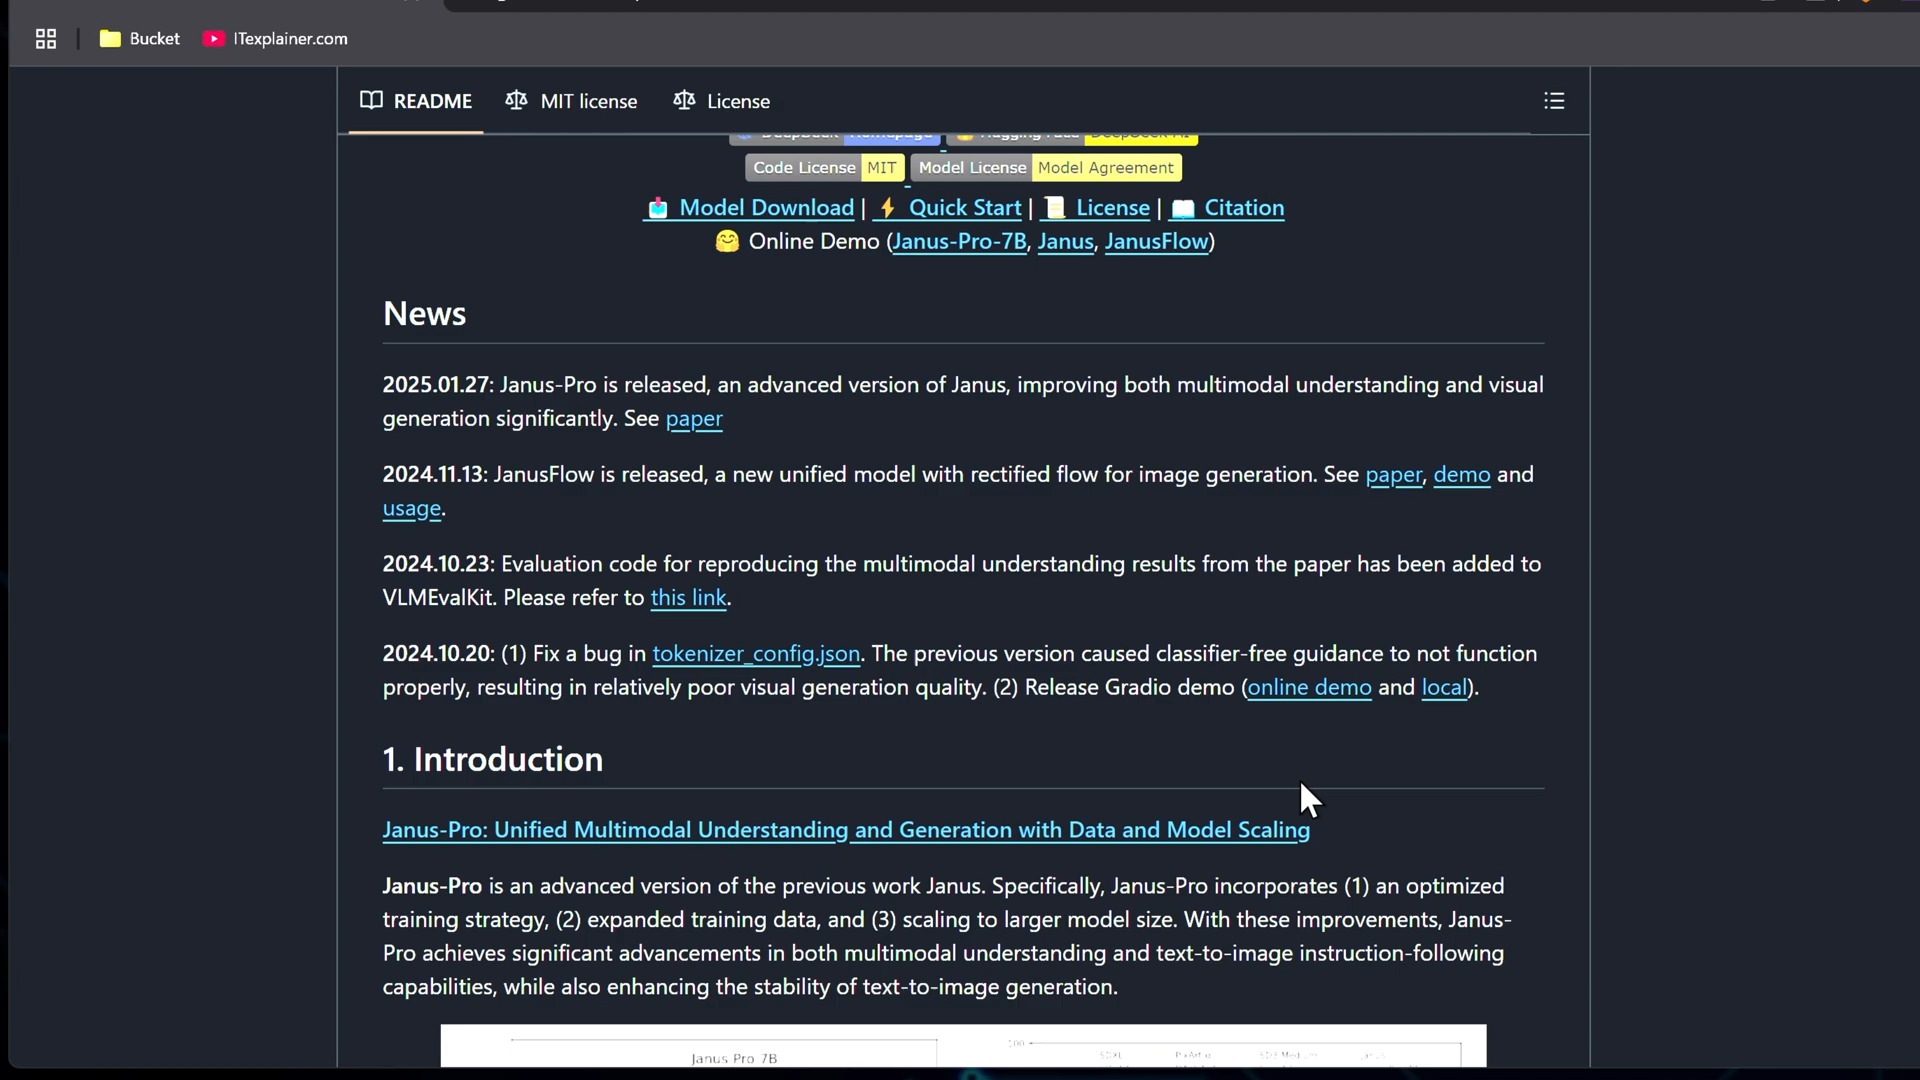 Bucket ITexplainer.com
README MIT license License
DeepSeek Homepage Hugging Face DeepSeek AI
Code License MIT Model License Model Agreement
Model Download | Quick Start | License | Citation
Online Demo (Janus-Pro-7B, Janus, JanusFlow)
News
2025.01.27: Janus-Pro is released, an advanced version of Janus, improving both multimodal understanding and visual
generation significantly. See paper
2024.11.13: JanusFlow is released, a new unified model with rectified flow for image generation. See paper, demo and
usage.
2024.10.23: Evaluation code for reproducing the multimodal understanding results from the paper has been added to
VLMEvalKit. Please refer to this link.
2024.10.20: (1) Fix a bug in tokenizer_config.json. The previous version caused classifier-free guidance to not function
properly, resulting in relatively poor visual generation quality. (2) Release Gradio demo (online demo and local).
1. Introduction
Janus-Pro: Unified Multimodal Understanding and Generation with Data and Model Scaling
Janus-Pro is an advanced version of the previous work Janus. Specifically, Janus-Pro incorporates (1) an optimized
training strategy, (2) expanded training data, and (3) scaling to larger model size. With these improvements, Janus-
Pro achieves significant advancements in both multimodal understanding and text-to-image instruction-following
capabilities, while also enhancing the stability of text-to-image generation.
Janus Pro 7B
100
SDXL